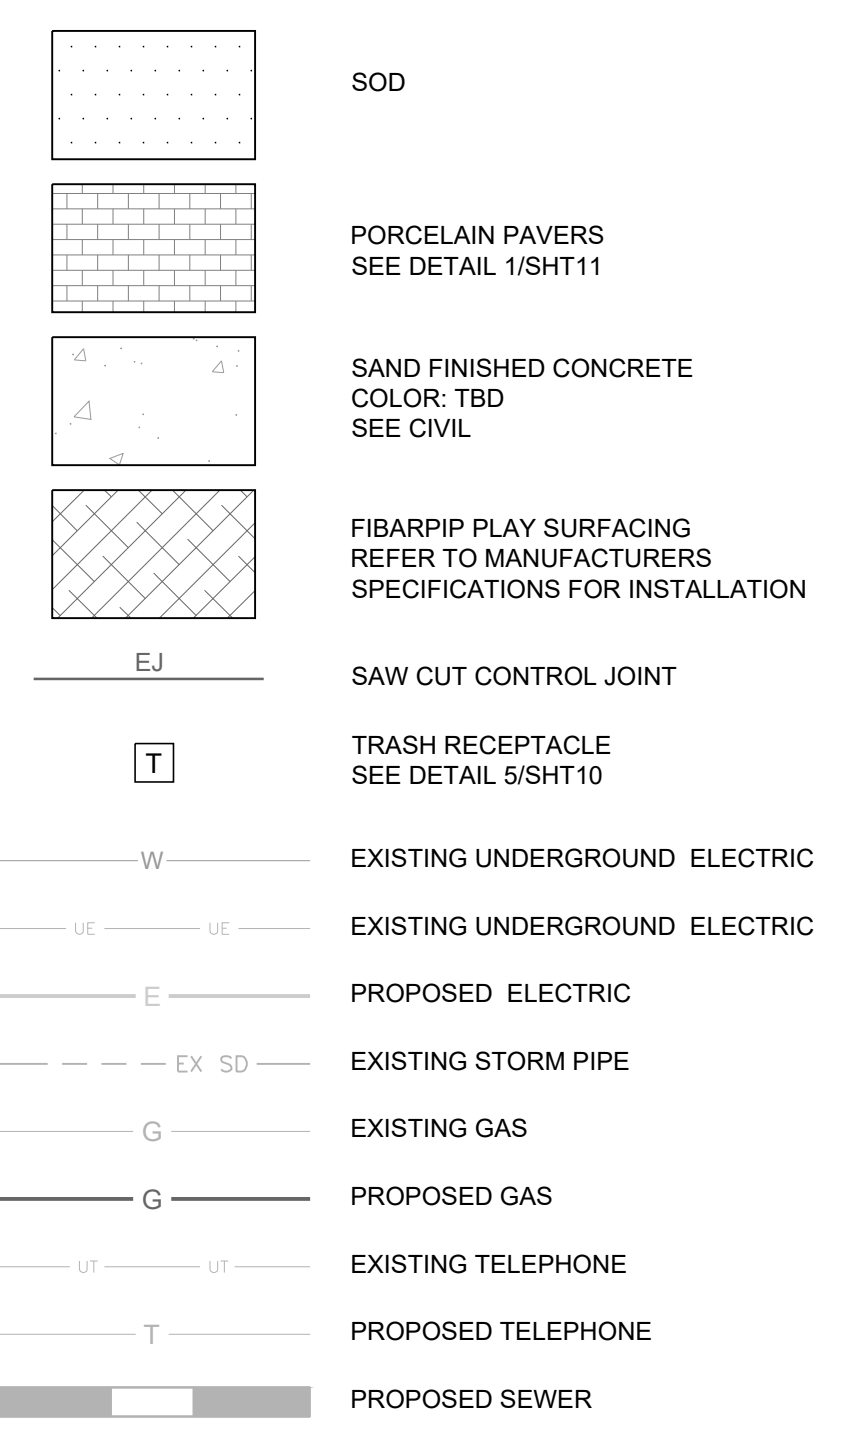 SOD
PORCELAIN PAVERS
SEE DETAIL 1/SHT11
SAND FINISHED CONCRETE
COLOR: TBD
SEE CIVIL
FIBARPIP PLAY SURFACING
REFER TO MANUFACTURERS
SPECIFICATIONS FOR INSTALLATION
EJ SAW CUT CONTROL JOINT
T TRASH RECEPTACLE
SEE DETAIL 5/SHT10
W EXISTING UNDERGROUND ELECTRIC
UE UE EXISTING UNDERGROUND ELECTRIC
E PROPOSED ELECTRIC
EX SD EXISTING STORM PIPE
G EXISTING GAS
G PROPOSED GAS
UT UT EXISTING TELEPHONE
T PROPOSED TELEPHONE
PROPOSED SEWER